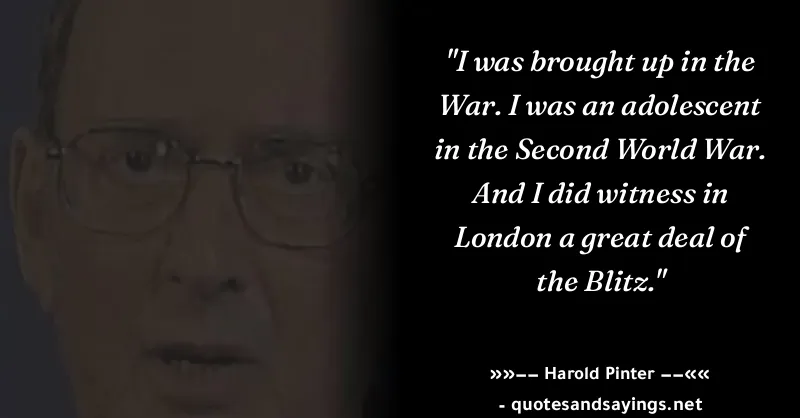 "I was brought up in the
War. I was an adolescent
in the Second World War.
And I did witness in
London a great deal of
the Blitz."
»»−− Harold Pinter −−««
- quotesandsayings.net